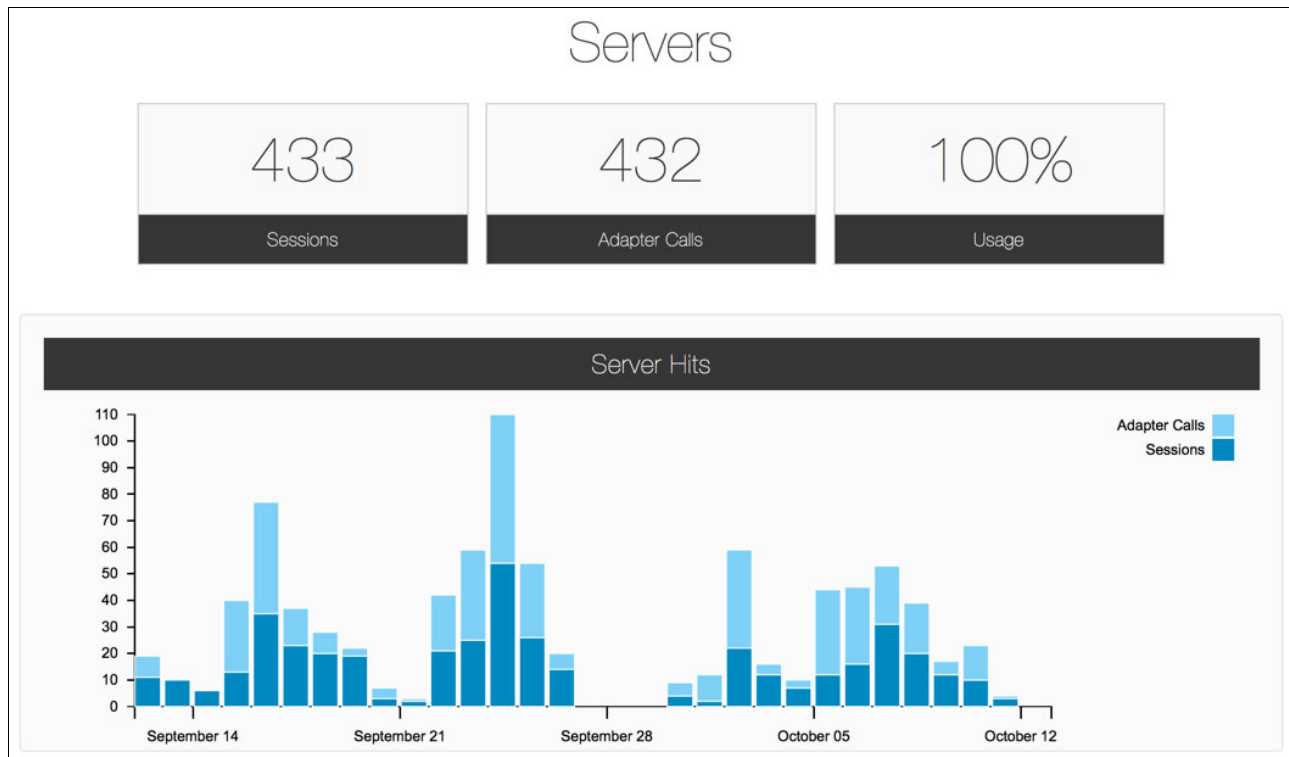 Servers
433
432
100%
Sessions
Adapter Calls
Usage
Server Hits
110
100
90
80
70
60
50
40
30
20
10
0
Adapter Calls
Sessions
September 14
September 21
September 28
October 05
October 12